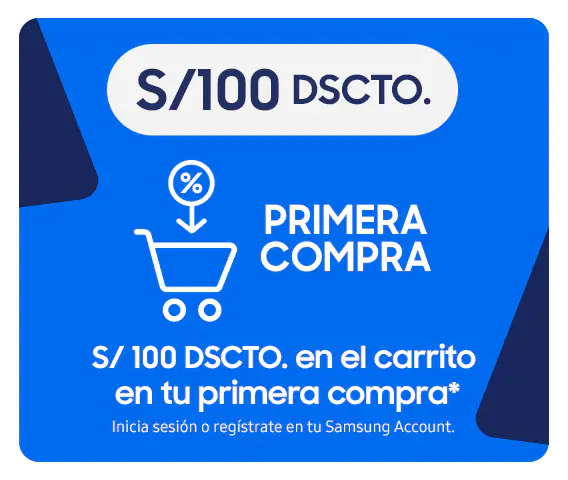 S/100 DSCTO.
%
PRIMERA
COMPRA
S/ 100 DSCTO. en el carrito
en tu primera compra*
Inicia sesión o regístrate en tu Samsung Account.